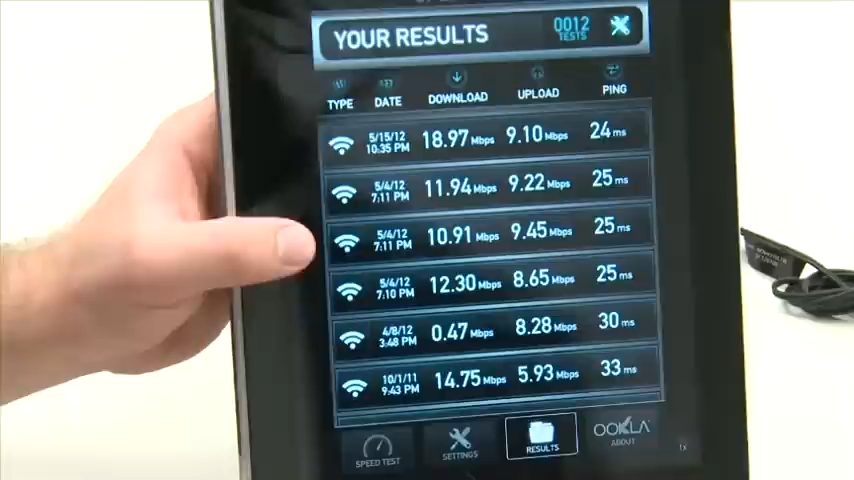 YOUR RESULTS
0012
TESTS
TYPE DATE DOWNLOAD UPLOAD PING
5/15/12
10:35 PM 18.97 Mbps 9.10 Mbps 24 ms
5/4/12
7:11 PM 11.94 Mbps 9.22 Mbps 25 ms
5/4/12
7:11 PM 10.91 Mbps 9.45 Mbps 25 ms
5/4/12
7:10 PM 12.30 Mbps 8.65 Mbps 25 ms
4/8/12
3:48 PM 0.47 Mbps 8.28 Mbps 30 ms
10/1/11
9:43 PM 14.75 Mbps 5.93 Mbps 33 ms
SPEED TEST
SETTINGS
RESULTS
OOKLA
ABOUT
1x